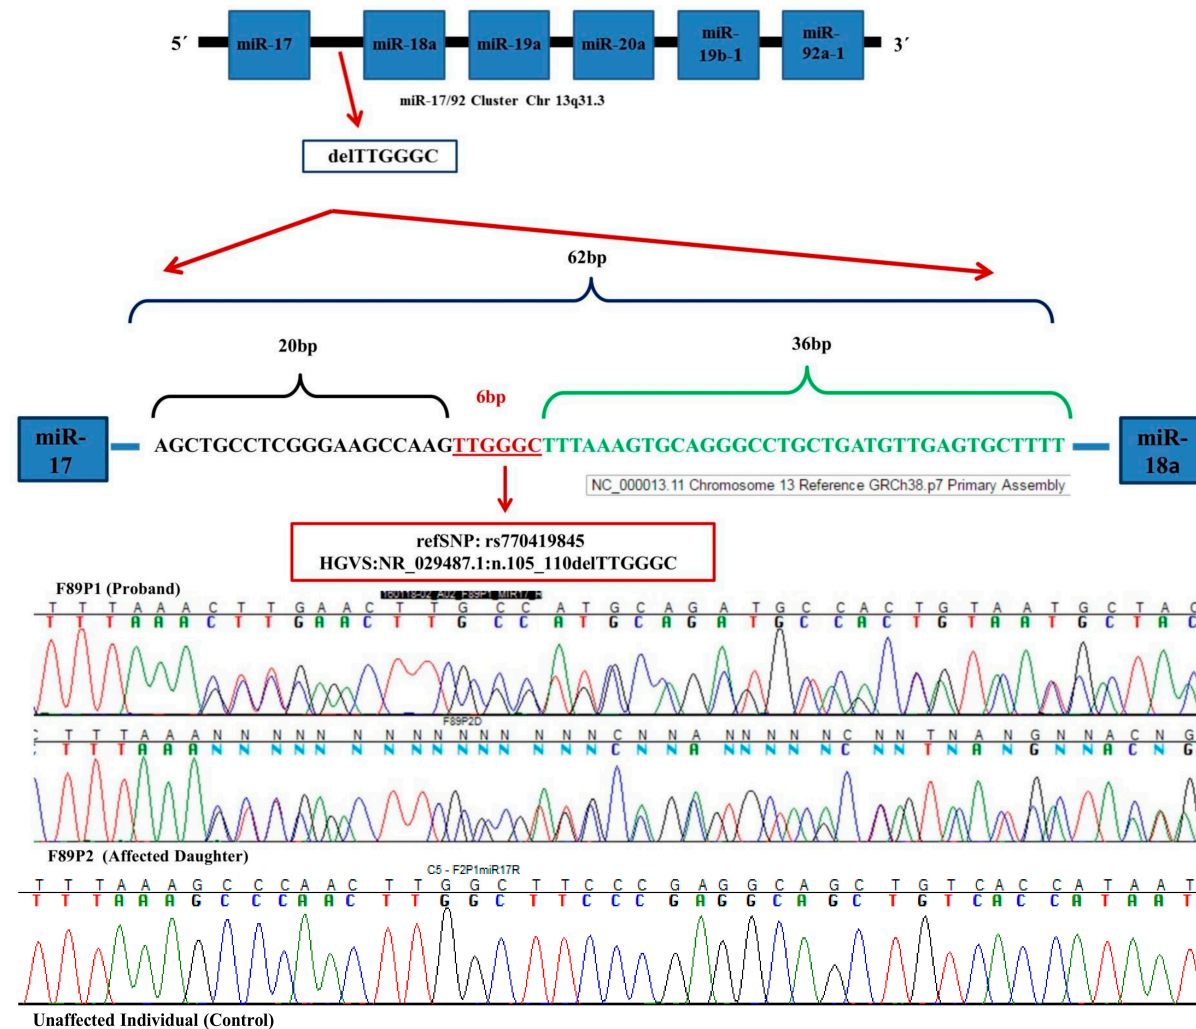 5´ miR-17 miR-18a miR-19a miR-20a miR-19b-1 miR-92a-1 3´
miR-17/92 Cluster Chr 13q31.3
delTTGGGC
62bp
20bp
36bp
6bp
miR-17
AGCTGCCTCGGGAAGCCAAGTTGGGCTTTAAAGTGCAGGGCCTGCTGATGTTGAGTGCTTTT
miR-18a
NC_000013.11 Chromosome 13 Reference GRCh38.p7 Primary Assembly
refSNP: rs770419845
HGVS:NR_029487.1:n.105_110delTTGGGC
F89P1 (Proband)
160118-02_A02_F89P1_MIR17_R
T T T A A A C T T G A A C T T G C C A T G C A G A T G C C A C T G T A A T G C T A C
T T T A A A C T T G A A C T T G C C A T G C A G A T G C C A C T G T A A T G C T A C
F89P2D
T T T A A A N N N N N N N N N N N N N N N C N N A N N N N N C N N T N A N G N N A C N G
T T T A A A N N N N N N N N N N N N N N N C N N A N N N N N C N N T N A N G N N A C N G
F89P2 (Affected Daughter)
C5 - F2P1miR17R
T T T A A A G C C C A A C T T G G C T T C C C G A G G C A G C T G T C A C C A T A A T
T T T A A A G C C C A A C T T G G C T T C C C G A G G C A G C T G T C A C C A T A A T
Unaffected Individual (Control)